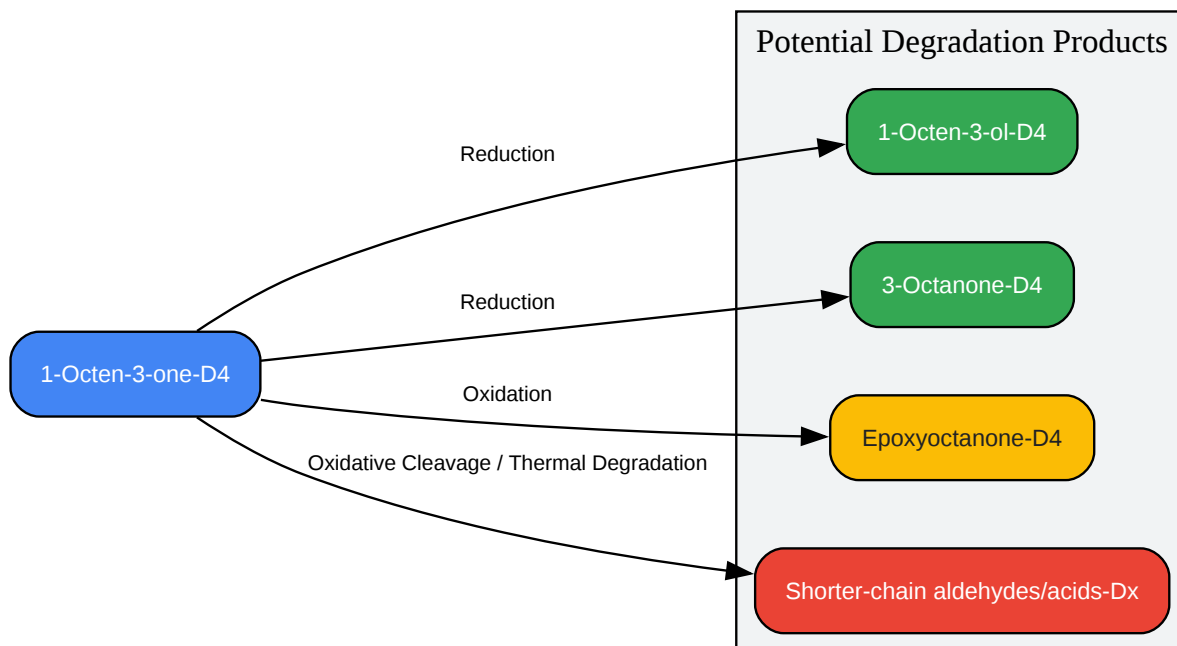 Potential Degradation Products
1-Octen-3-ol-D4
Reduction
3-Octanone-D4
Reduction
1-Octen-3-one-D4
Oxidation
Epoxyoctanone-D4
Oxidative Cleavage / Thermal Degradation
Shorter-chain aldehydes/acids-Dx